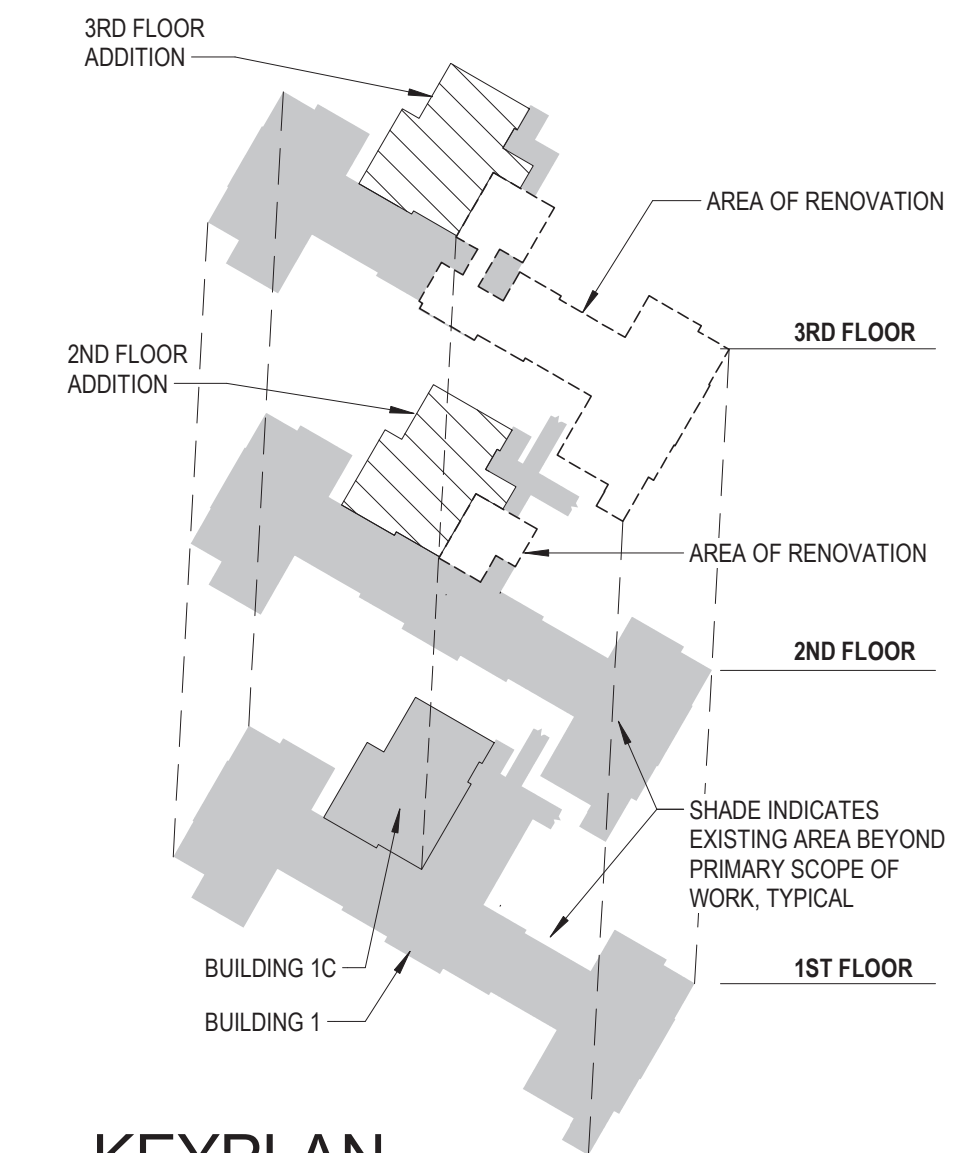 3RD FLOOR
ADDITION
AREA OF RENOVATION
3RD FLOOR
2ND FLOOR
ADDITION
AREA OF RENOVATION
2ND FLOOR
SHADE INDICATES
EXISTING AREA BEYOND
PRIMARY SCOPE OF
WORK, TYPICAL
BUILDING 1C
1ST FLOOR
BUILDING 1
KEYPLAN